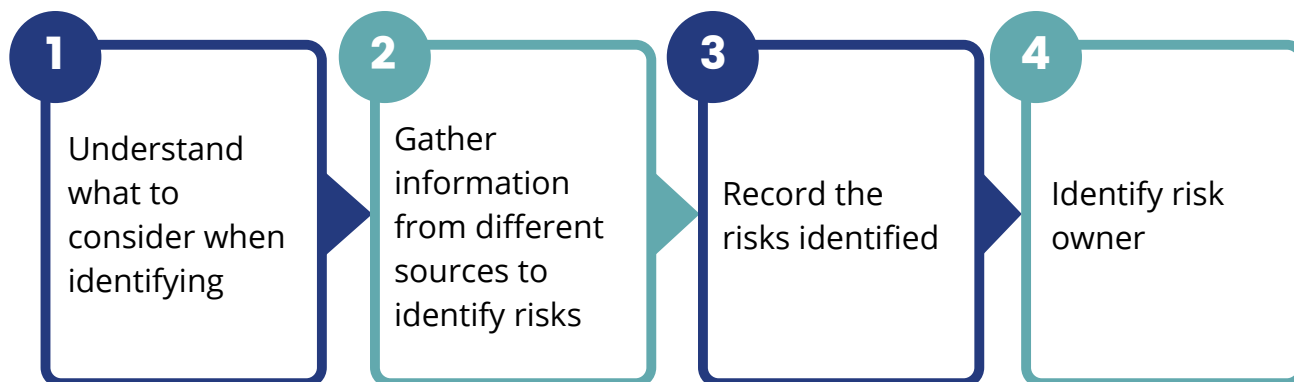 1
Understand
what to
consider when
identifying
2
Gather
information
from different
sources to
identify risks
3
Record the
risks identified
4
Identify risk
owner